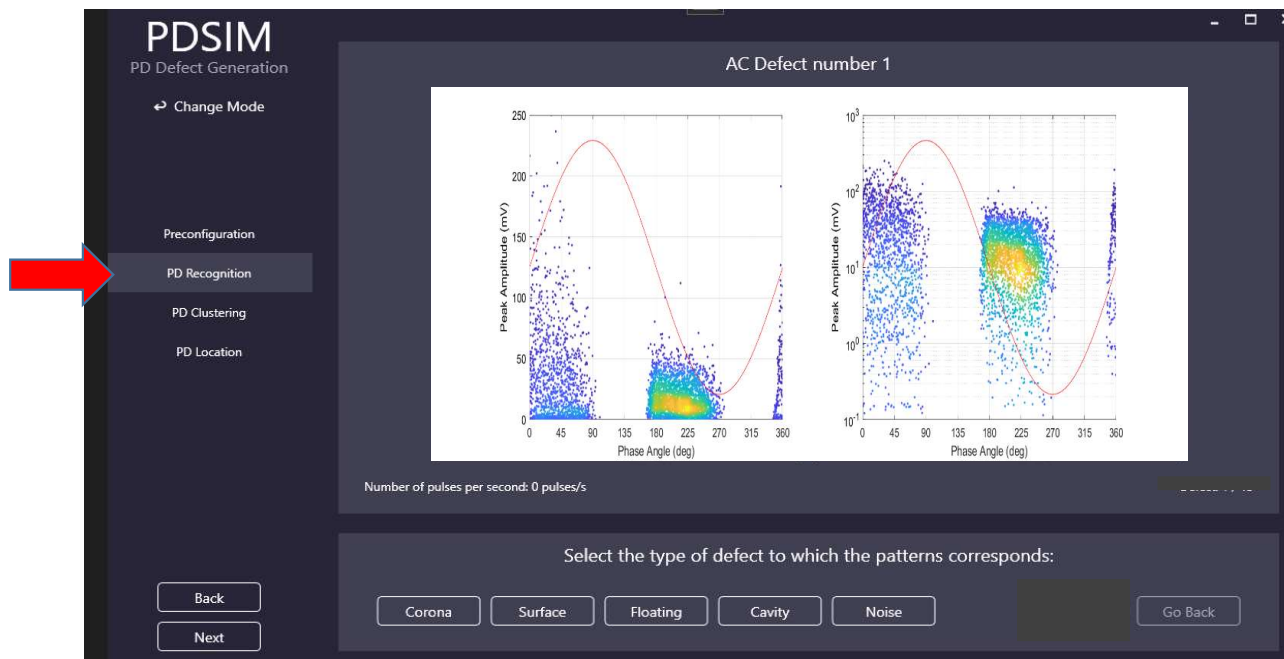 PDSIM
PD Defect Generation
↩ Change Mode
Preconfiguration
PD Recognition
PD Clustering
PD Location
Back
Next
AC Defect number 1
250
200
150
100
50
0
Peak Amplitude (mV)
0 45 90 135 180 225 270 315 360
Phase Angle (deg)
10³
10²
10¹
10⁰
10⁻¹
Peak Amplitude (mV)
0 45 90 135 180 225 270 315 360
Phase Angle (deg)
Number of pulses per second: 0 pulses/s
Select the type of defect to which the patterns corresponds:
Corona Surface Floating Cavity Noise Go Back